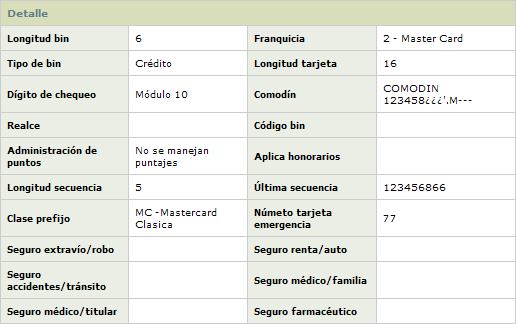 Detalle
Longitud bin 6 Franquicia 2 - Master Card
Tipo de bin Crédito Longitud tarjeta 16
Dígito de chequeo Módulo 10 Comodín COMODIN
123458¿¿¿'.M---
Realce Código bin
Administración de
puntos No se manejan
puntajes Aplica honorarios
Longitud secuencia 5 Última secuencia 123456866
Clase prefijo MC -Mastercard
Clasica Númeto tarjeta
emergencia 77
Seguro extravío/robo Seguro renta/auto
Seguro
accidentes/tránsito Seguro médico/familia
Seguro médico/titular Seguro farmacéutico